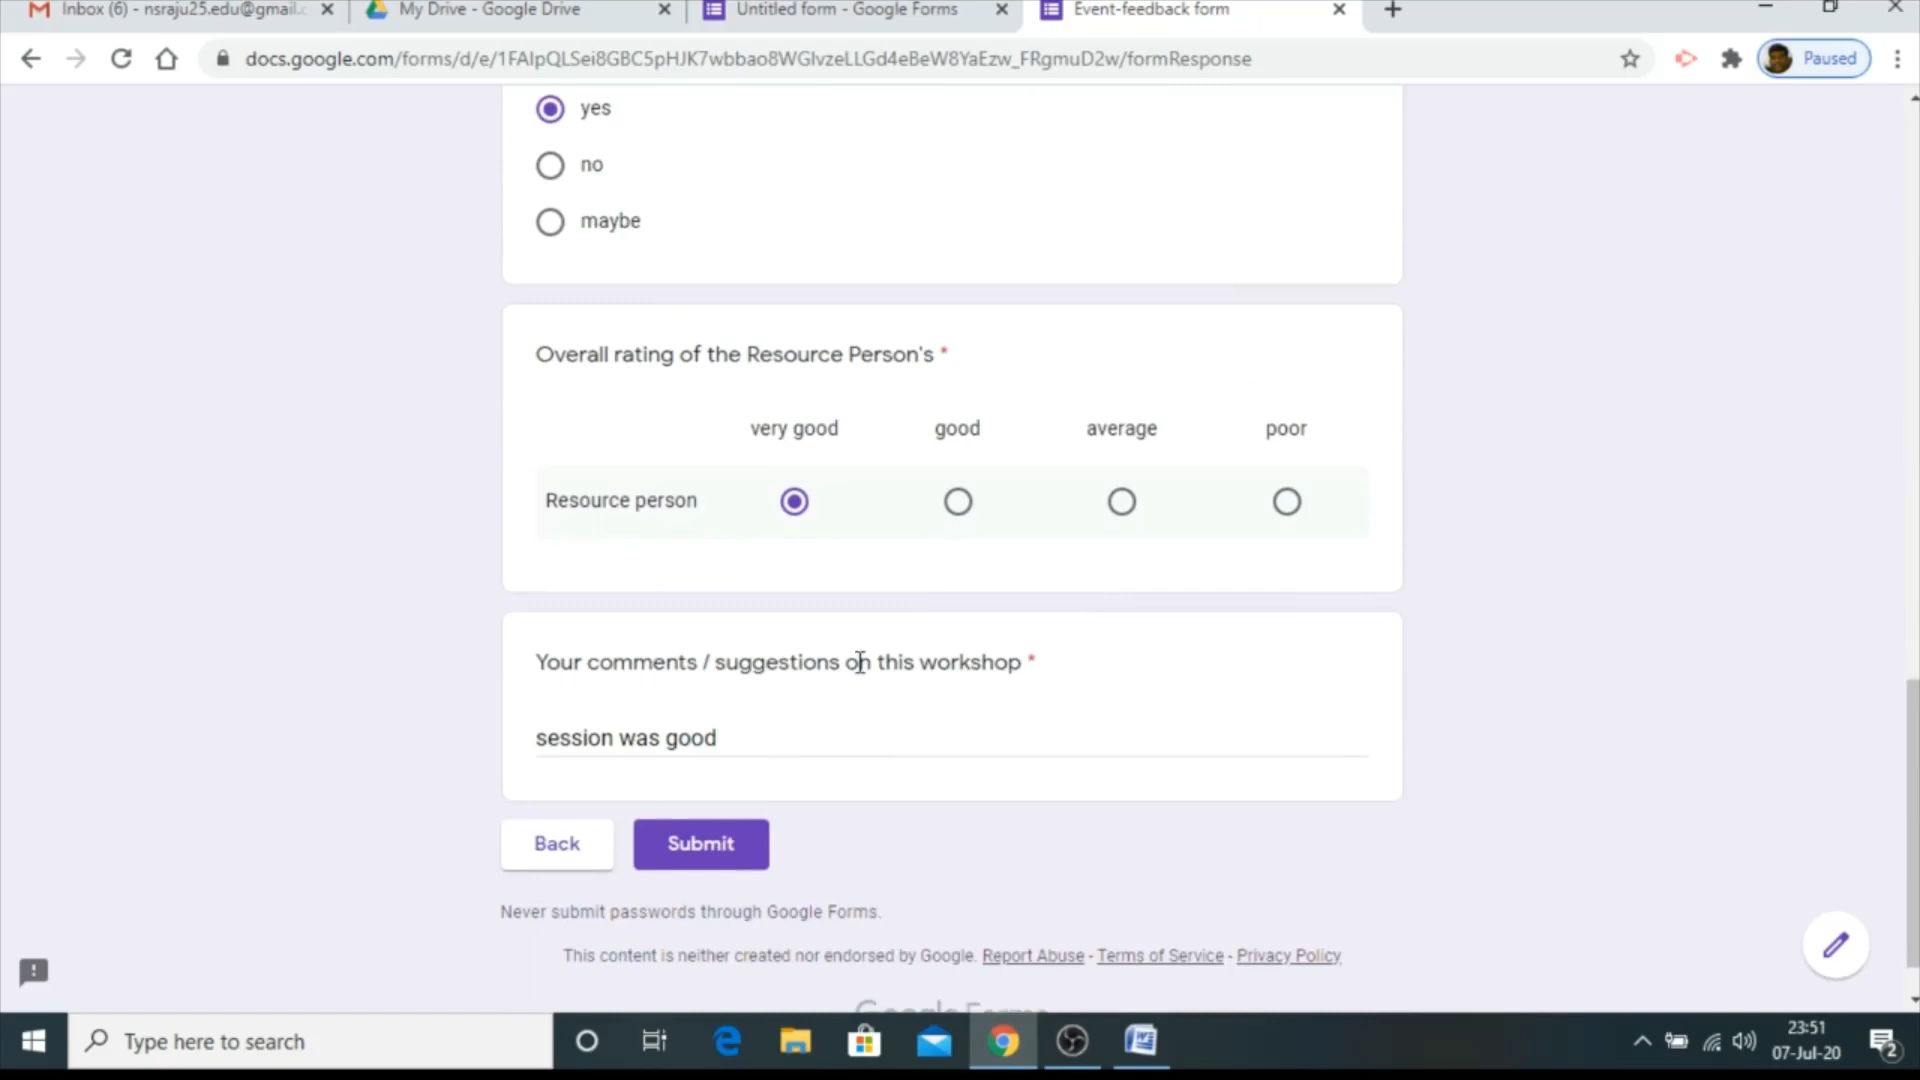 Inbox (6) - nsraju25.edu@gmail.c
My Drive - Google Drive
Untitled form - Google Forms
Event-feedback form
docs.google.com/forms/d/e/1FAIpQLSei8GBC5pHJK7wbbao8WGlvzeLLGd4eBeW8YaEzw_FRgmuD2w/formResponse
Paused
yes
no
maybe
Overall rating of the Resource Person's *
very good good average poor
Resource person
Your comments / suggestions on this workshop *
session was good
Back Submit
Never submit passwords through Google Forms.
This content is neither created nor endorsed by Google. Report Abuse - Terms of Service - Privacy Policy
Google Forms
Type here to search
23:51
07-Jul-20
2